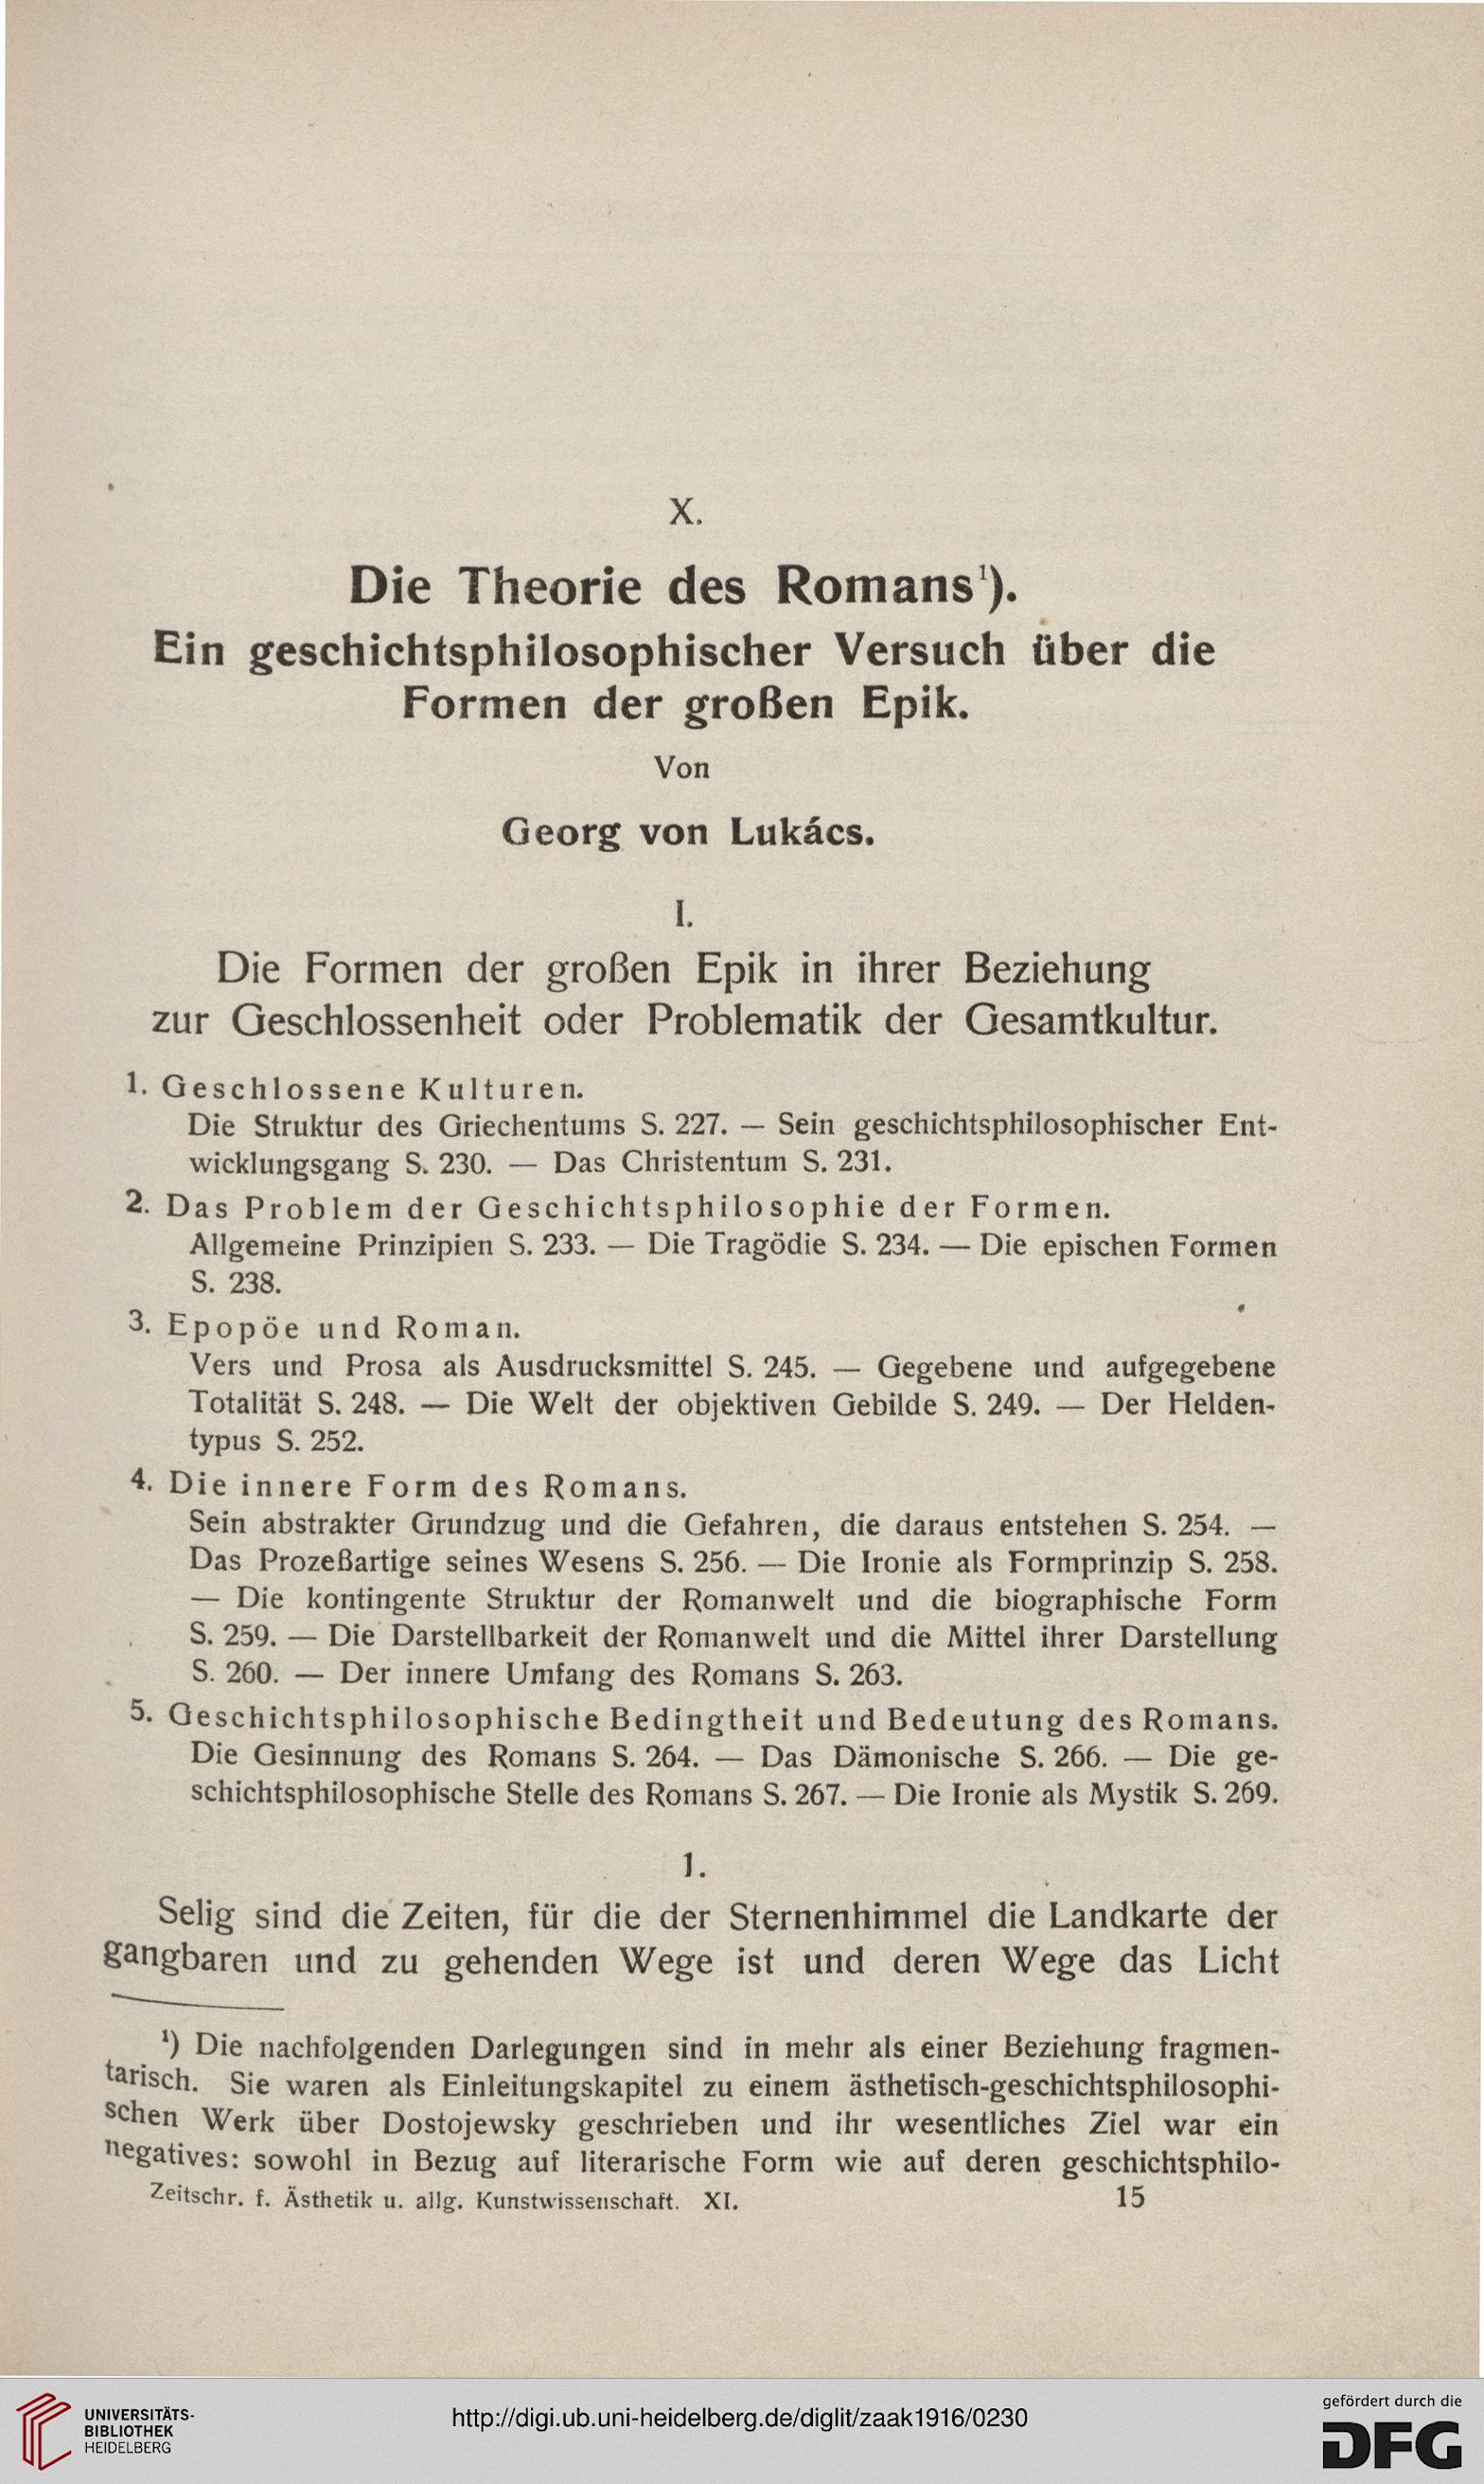 X.
Die Theorie des Romans¹).
Ein geschichtsphilosophischer Versuch über die
Formen der großen Epik.
Von
Georg von Lukács.
I.
Die Formen der großen Epik in ihrer Beziehung
zur Geschlossenheit oder Problematik der Gesamtkultur.
1. Geschlossene Kulturen.
Die Struktur des Griechentums S. 227. — Sein geschichtsphilosophischer Ent-
wicklungsgang S. 230. — Das Christentum S. 231.
2. Das Problem der Geschichtsphilosophie der Formen.
Allgemeine Prinzipien S. 233. — Die Tragödie S. 234. — Die epischen Formen
S. 238.
3. Epopöe und Roman.
Vers und Prosa als Ausdrucksmittel S. 245. — Gegebene und aufgegebene
Totalität S. 248. — Die Welt der objektiven Gebilde S. 249. — Der Helden-
typus S. 252.
4. Die innere Form des Romans.
Sein abstrakter Grundzug und die Gefahren, die daraus entstehen S. 254. —
Das Prozeßartige seines Wesens S. 256. — Die Ironie als Formprinzip S. 258.
— Die kontingente Struktur der Romanwelt und die biographische Form
S. 259. — Die Darstellbarkeit der Romanwelt und die Mittel ihrer Darstellung
S. 260. — Der innere Umfang des Romans S. 263.
5. Geschichtsphilosophische Bedingtheit und Bedeutung des Romans.
Die Gesinnung des Romans S. 264. — Das Dämonische S. 266. — Die ge-
schichtsphilosophische Stelle des Romans S. 267. — Die Ironie als Mystik S. 269.
1.
Selig sind die Zeiten, für die der Sternenhimmel die Landkarte der
gangbaren und zu gehenden Wege ist und deren Wege das Licht
¹) Die nachfolgenden Darlegungen sind in mehr als einer Beziehung fragmen-
tarisch. Sie waren als Einleitungskapitel zu einem ästhetisch-geschichtsphilosophi-
schen Werk über Dostojewsky geschrieben und ihr wesentliches Ziel war ein
negatives: sowohl in Bezug auf literarische Form wie auf deren geschichtsphilo-
Zeitschr. f. Ästhetik u. allg. Kunstwissenschaft. XI. 15
UNIVERSITÄTS-
BIBLIOTHEK
HEIDELBERG
http://digi.ub.uni-heidelberg.de/diglit/zaak1916/0230
gefördert durch die
DFG